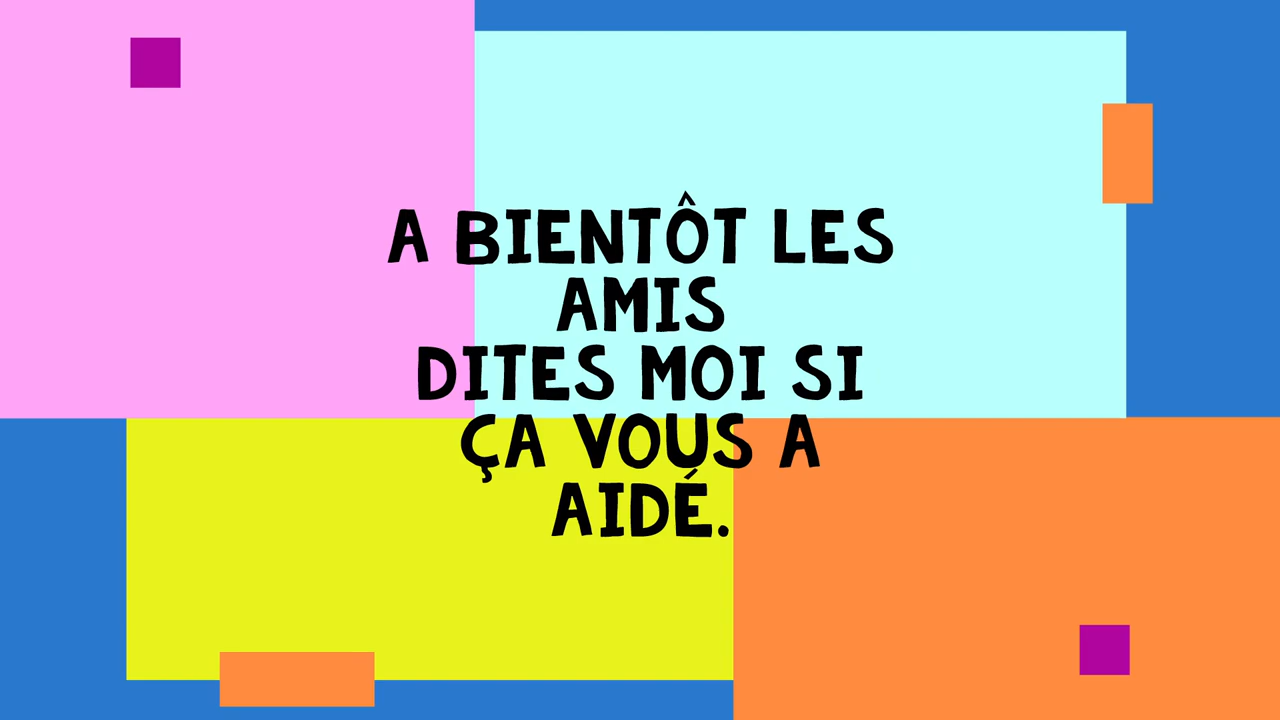 A BIENTÔT LES
AMIS
DITES MOI SI
ÇA VOUS A
AIDÉ.